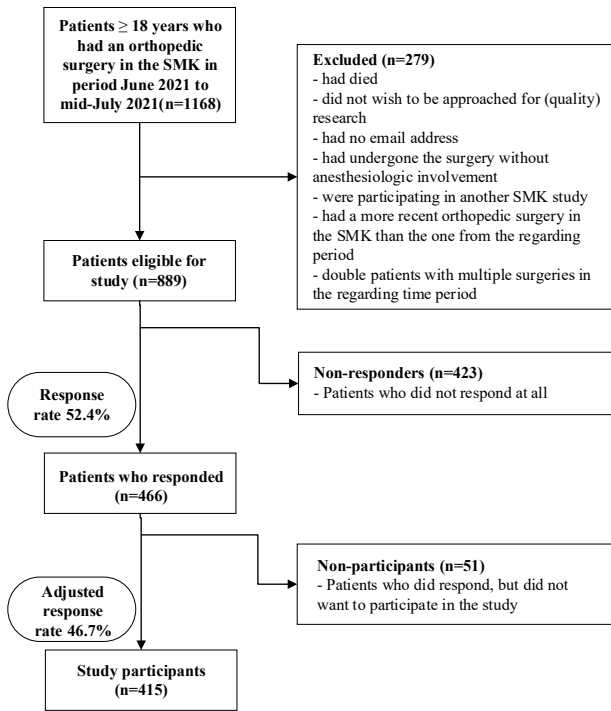 Patients ≥ 18 years who
had an orthopedic
surgery in the SMK in
period June 2021 to
mid-July 2021(n=1168)
Excluded (n=279)
- had died
- did not wish to be approached for (quality)
research
- had no email address
- had undergone the surgery without
anesthesiologic involvement
- were participating in another SMK study
- had a more recent orthopedic surgery in
the SMK than the one from the regarding
period
- double patients with multiple surgeries in
the regarding time period
Patients eligible for
study (n=889)
Non-responders (n=423)
- Patients who did not respond at all
Response
rate 52.4%
Patients who responded
(n=466)
Non-participants (n=51)
- Patients who did respond, but did not
want to participate in the study
Adjusted
response
rate 46.7%
Study participants
(n=415)